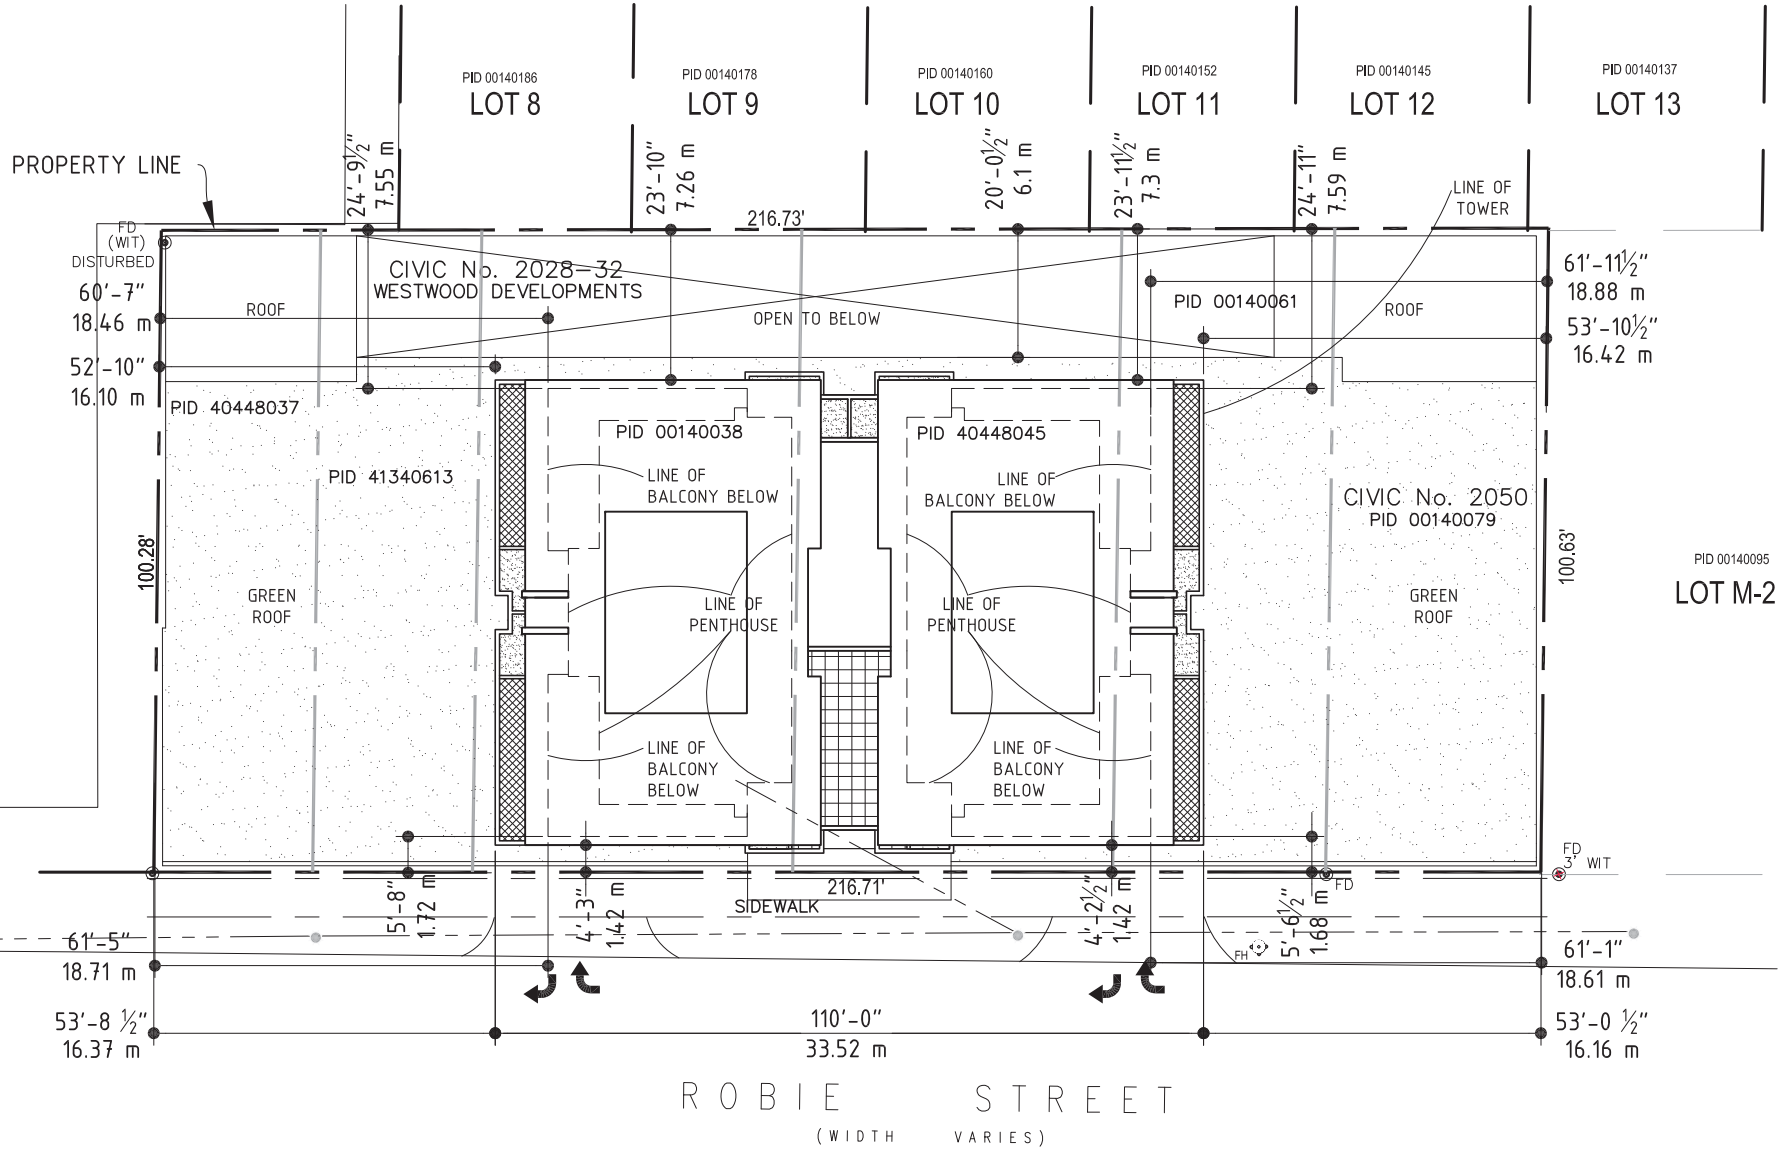 PID 00140186
LOT 8
PID 00140178
LOT 9
PID 00140160
LOT 10
PID 00140152
LOT 11
PID 00140145
LOT 12
PID 00140137
LOT 13
PROPERTY LINE
24'-9½"
7.55 m
23'-10"
7.26 m
20'-0½"
6.1 m
23'-11½"
7.3 m
24'-11"
7.59 m
LINE OF
TOWER
216.73'
FD
(WIT)
DISTURBED
60'-7"
18.46 m
52'-10"
16.10 m
CIVIC No. 2028-32
WESTWOOD DEVELOPMENTS
ROOF
OPEN TO BELOW
PID 00140061
ROOF
61'-11½"
18.88 m
53'-10½"
16.42 m
PID 40448037
PID 00140038
PID 40448045
PID 41340613
LINE OF
BALCONY BELOW
LINE OF
BALCONY BELOW
CIVIC No. 2050
PID 00140079
100.28'
100.63'
PID 00140095
LOT M-2
GREEN
ROOF
LINE OF
PENTHOUSE
LINE OF
PENTHOUSE
GREEN
ROOF
LINE OF
BALCONY
BELOW
LINE OF
BALCONY
BELOW
FD
3' WIT
FD
216.71'
SIDEWALK
5'-8"
1.72 m
4'-3"
1.42 m
4'-2½"
1.42 m
5'-6½"
1.68 m
FH
61'-5"
18.71 m
61'-1"
18.61 m
53'-8 ½"
16.37 m
110'-0"
33.52 m
53'-0 ½"
16.16 m
ROBIE STREET
(WIDTH VARIES)